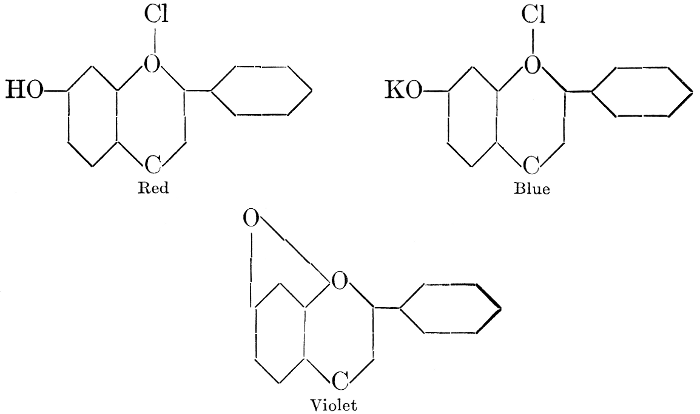 Cl Cl
HO O KO O
C C
Red Blue
O
O
C
Violet